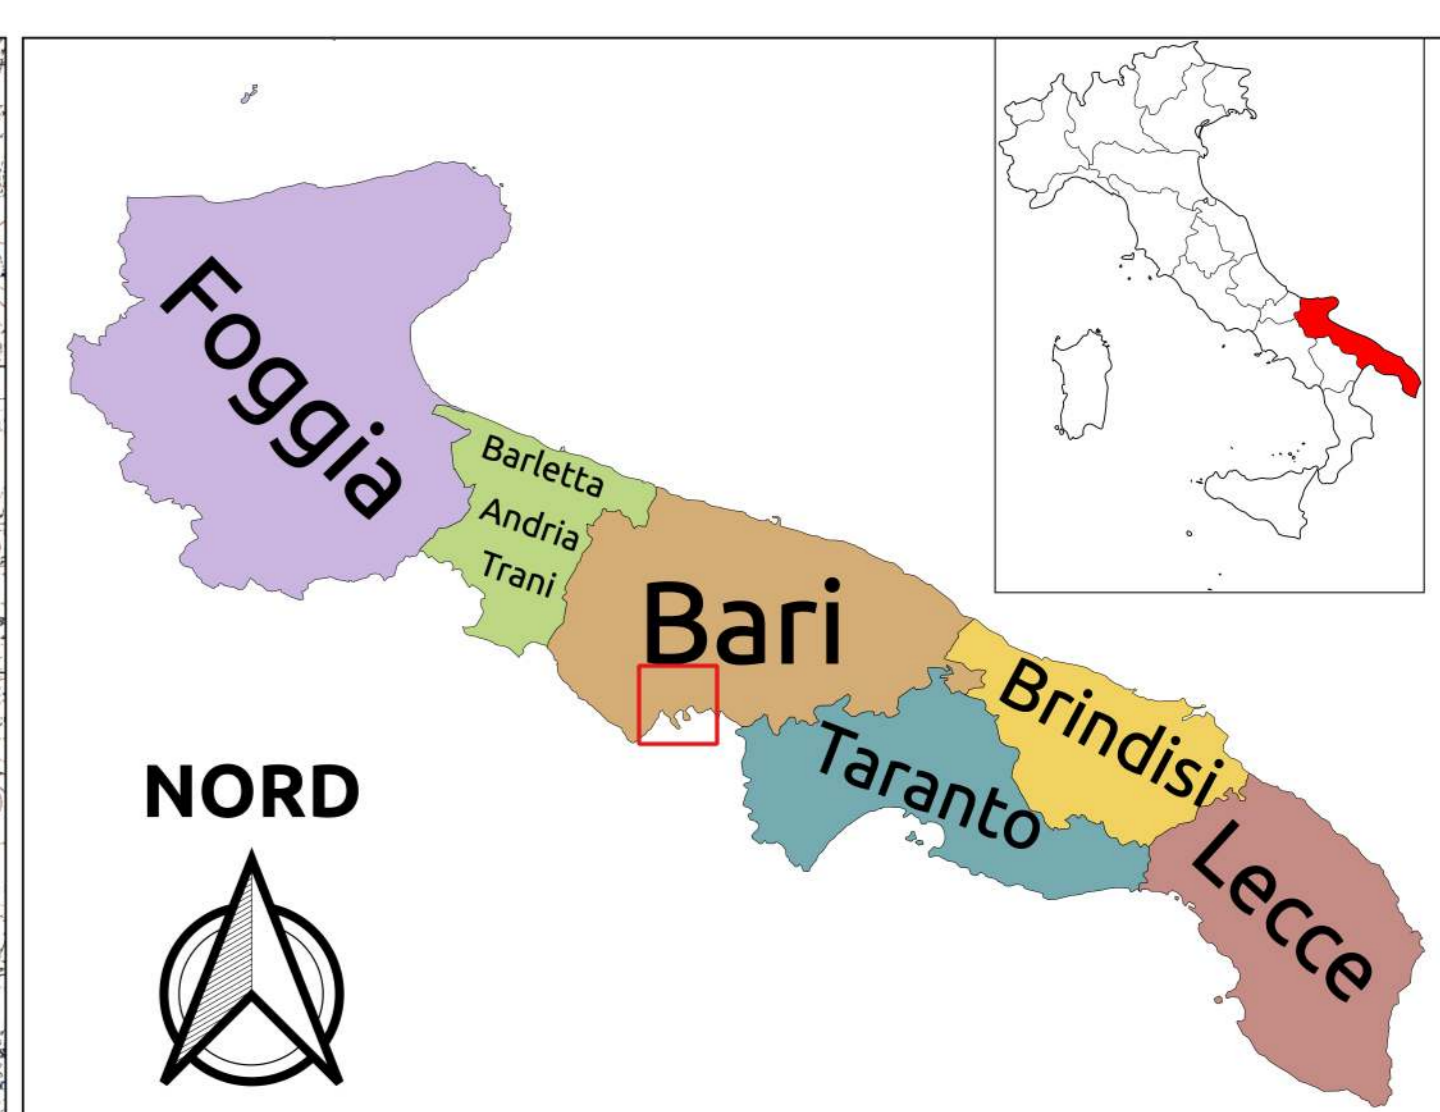 Foggia
Barletta
Andria
Trani
Bari
Brindisi
Taranto
Lecce
NORD